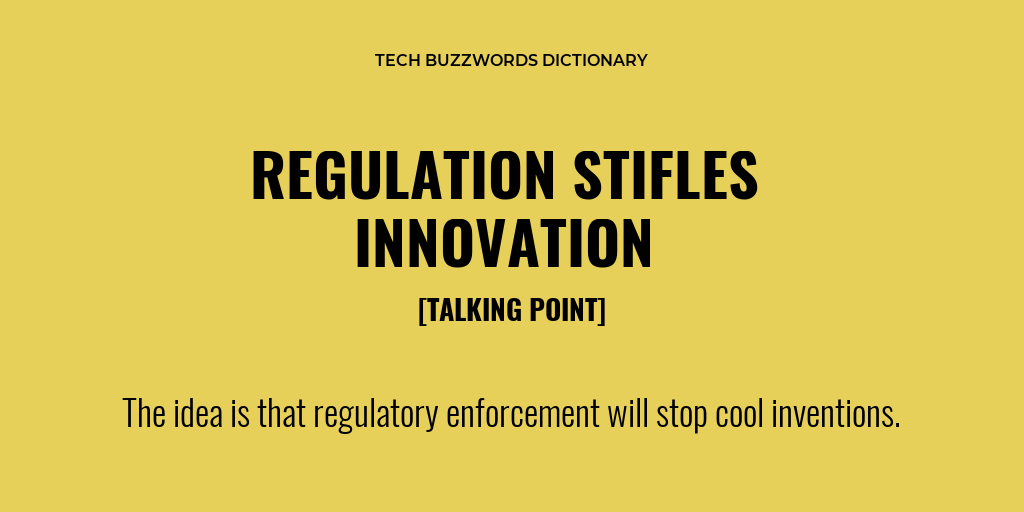 TECH BUZZWORDS DICTIONARY
REGULATION STIFLES
INNOVATION
[TALKING POINT]
The idea is that regulatory enforcement will stop cool inventions.